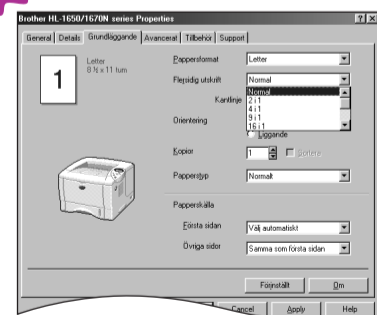 Brother HL-1650/1670N series Properties
General Details Grundläggande Avancerat Tillbehör Support
1
Letter
8 ½ x 11 tum
Pappersformat Letter
Flersidig utskrift Normal
Normal
2 i 1
4 i 1
9 i 1
16 i 1
Kantlinje
Orientering
Liggande
Kopior 1 Sortera
Papperstyp Normalt
Papperskälla
Första sidan Välj automatiskt
Övriga sidor Samma som första sidan
Förinställt Om
Cancel Apply Help